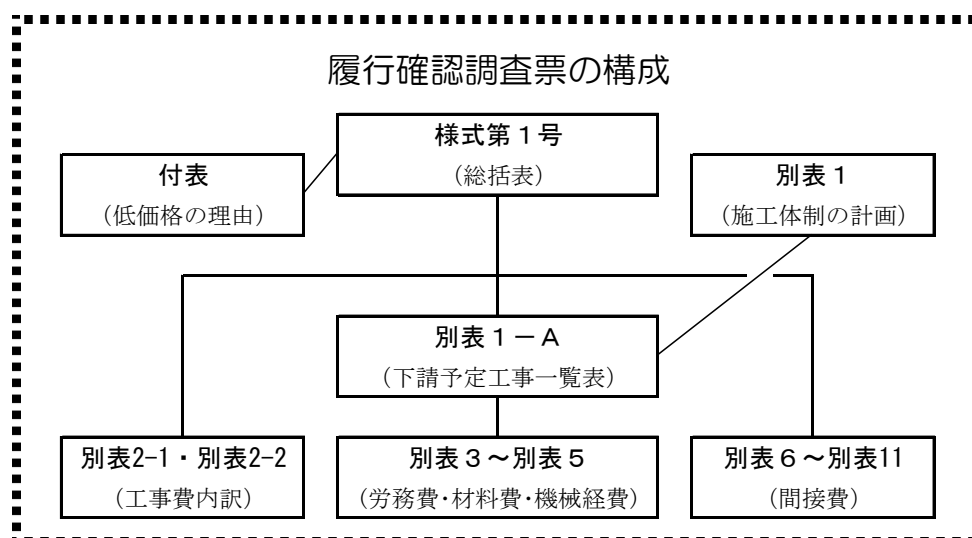 履行確認調査票の構成
様式第1号
(総括表)
付表
(低価格の理由)
別表1
(施工体制の計画)
別表1－A
(下請予定工事一覧表)
別表2-1・別表2-2
(工事費内訳)
別表3～別表5
(労務費・材料費・機械経費)
別表6～別表11
(間接費)